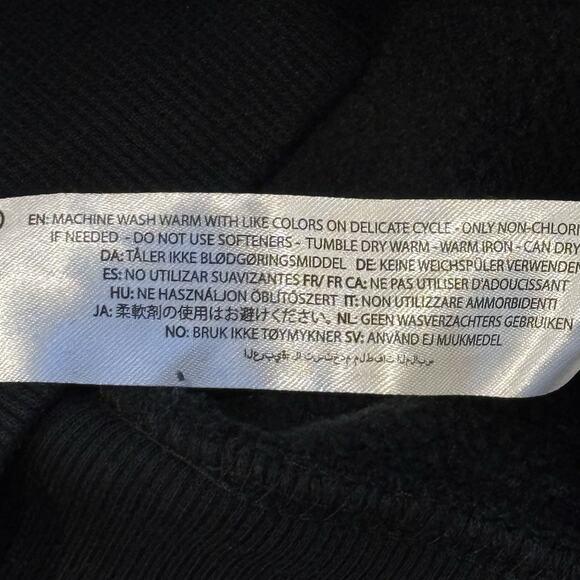 EN: MACHINE WASH WARM WITH LIKE COLORS ON DELICATE CYCLE - ONLY NON-CHLORI
IF NEEDED - DO NOT USE SOFTENERS - TUMBLE DRY WARM - WARM IRON - CAN DRY
DA: TÅLER IKKE BLØDGØRINGSMIDDEL DE: KEINE WEICHSPÜLER VERWENDEN
ES: NO UTILIZAR SUAVIZANTES FR/ FR CA: NE PAS UTILISER D'ADOUCISSANT
HU: NE HASZNÁLJON ÖBLÍTŐSZERT IT: NON UTILIZZARE AMMORBIDENTI
JA: 柔軟剤の使用はお避けください。 NL: GEEN WASVERZACHTERS GEBRUIKEN
NO: BRUK IKKE TØYMYKNER SV: ANVÄND EJ MJUKMEDEL